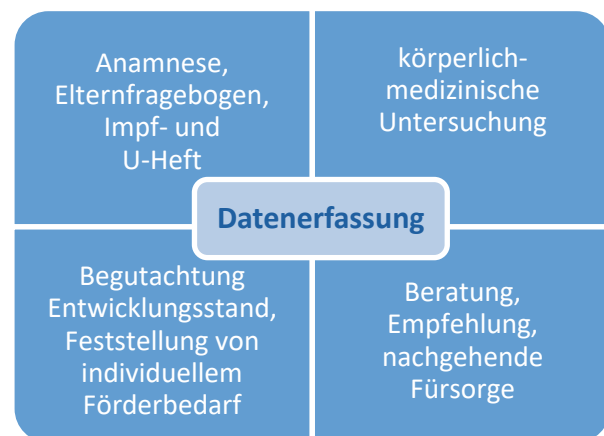 Anamnese,
Elternfragebogen,
Impf- und
U-Heft
körperlich-
medizinische
Untersuchung
Datenerfassung
Begutachtung
Entwicklungsstand,
Feststellung von
individuellem
Förderbedarf
Beratung,
Empfehlung,
nachgehende
Fürsorge